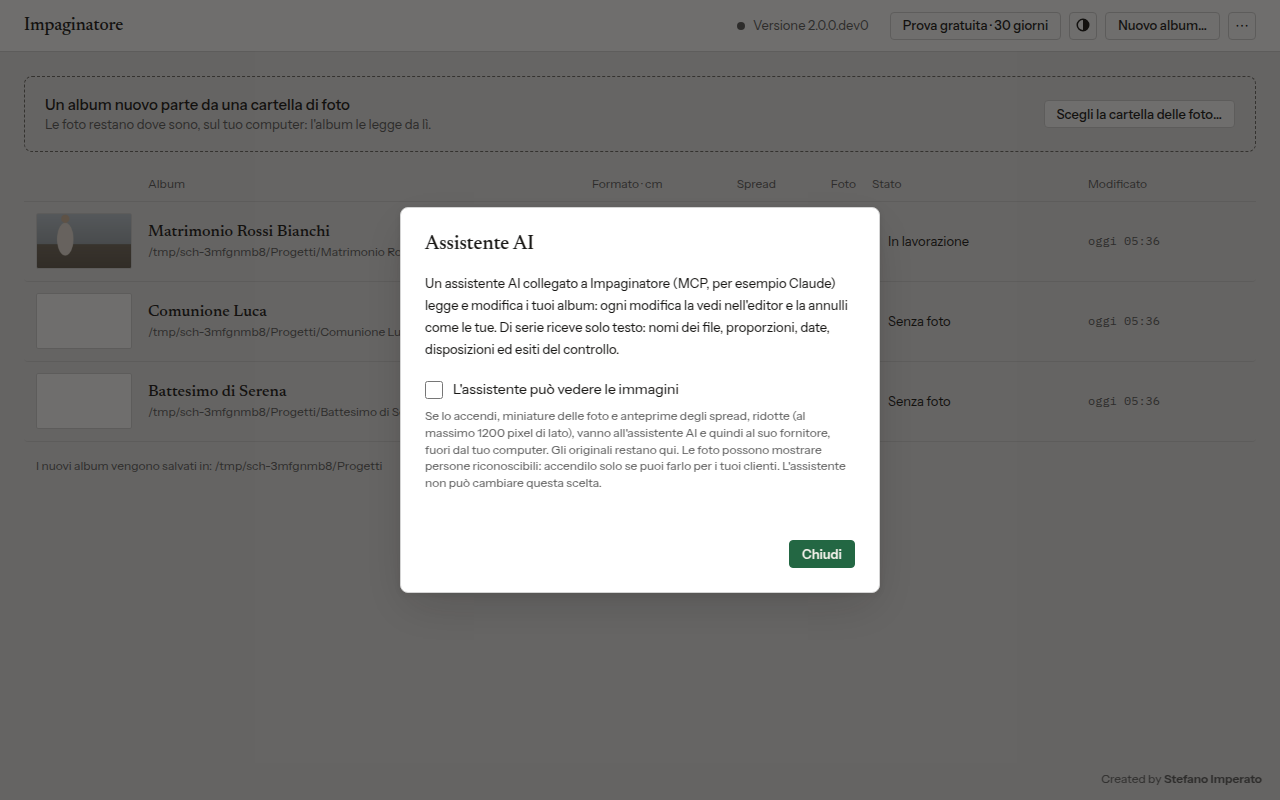 Impaginatore
Versione 2.0.0.dev0
Prova gratuita · 30 giorni
Nuovo album...
...
Un album nuovo parte da una cartella di foto
Le foto restano dove sono, sul tuo computer: l'album le legge da lì.
Scegli la cartella delle foto...
Album Formato · cm Spread Foto Stato Modificato
Matrimonio Rossi Bianchi
/tmp/sch-3mfgnmb8/Progetti/Matrimonio Ro
In lavorazione
oggi 05:36
Comunione Luca
/tmp/sch-3mfgnmb8/Progetti/Comunione Lu
Senza foto
oggi 05:36
Battesimo di Serena
/tmp/sch-3mfgnmb8/Progetti/Battesimo di S
Senza foto
oggi 05:36
I nuovi album vengono salvati in: /tmp/sch-3mfgnmb8/Progetti
Assistente AI
Un assistente AI collegato a Impaginatore (MCP, per esempio Claude)
legge e modifica i tuoi album: ogni modifica la vedi nell'editor e la annulli
come le tue. Di serie riceve solo testo: nomi dei file, proporzioni, date,
disposizioni ed esiti del controllo.
L'assistente può vedere le immagini
Se lo accendi, miniature delle foto e anteprime degli spread, ridotte (al
massimo 1200 pixel di lato), vanno all'assistente AI e quindi al suo fornitore,
fuori dal tuo computer. Gli originali restano qui. Le foto possono mostrare
persone riconoscibili: accendilo solo se puoi farlo per i tuoi clienti. L'assistente
non può cambiare questa scelta.
Chiudi
Created by Stefano Imperato